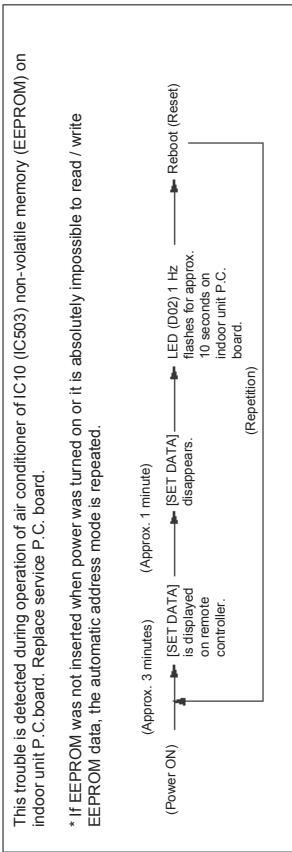 This trouble is detected during operation of air conditioner of IC10 (IC503) non-volatile memory (EEPROM) on
indoor unit P.C.board. Replace service P.C. board.
* If EEPROM was not inserted when power was turned on or it is absolutely impossible to read / write
EEPROM data, the automatic address mode is repeated.
(Approx. 3 minutes)
(Approx. 1 minute)
(Power ON)
[SET DATA]
is displayed
on remote
controller.
[SET DATA]
disappears.
LED (D02) 1 Hz
flashes for approx.
10 seconds on
indoor unit P.C.
board.
Reboot (Reset)
(Repetition)